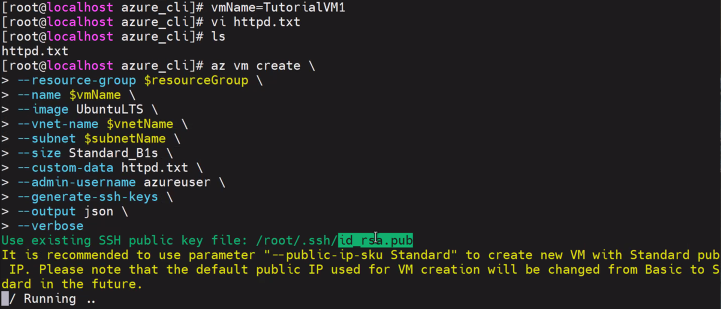 [root@localhost azure_cli]# vmName=TutorialVM1
[root@localhost azure_cli]# vi httpd.txt
[root@localhost azure_cli]# ls
httpd.txt
[root@localhost azure_cli]# az vm create \
> --resource-group $resourceGroup \
> --name $vmName \
> --image UbuntuLTS \
> --vnet-name $vnetName \
> --subnet $subnetName \
> --size Standard_B1s \
> --custom-data httpd.txt \
> --admin-username azureuser \
> --generate-ssh-keys \
> --output json \
> --verbose
Use existing SSH public key file: /root/.ssh/id_rsa.pub
It is recommended to use parameter "--public-ip-sku Standard" to create new VM with Standard pub
 IP. Please note that the default public IP used for VM creation will be changed from Basic to S
dard in the future.
/ Running ..